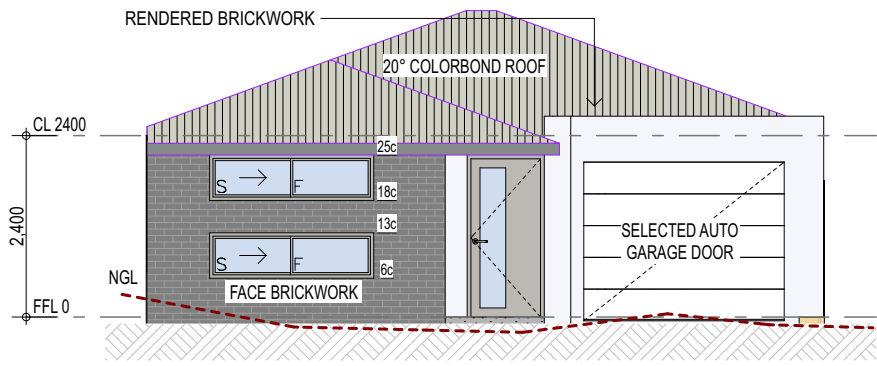 RENDERED BRICKWORK
20° COLORBOND ROOF
CL 2400
25c
S
F
18c
2,400
13c
SELECTED AUTO
GARAGE DOOR
S
F
6c
NGL
FACE BRICKWORK
FFL 0